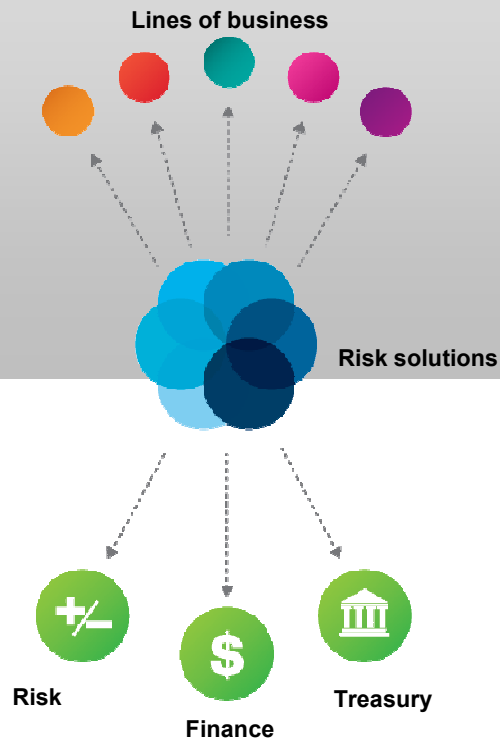 Lines of business
Risk solutions
$
Risk
Treasury
Finance